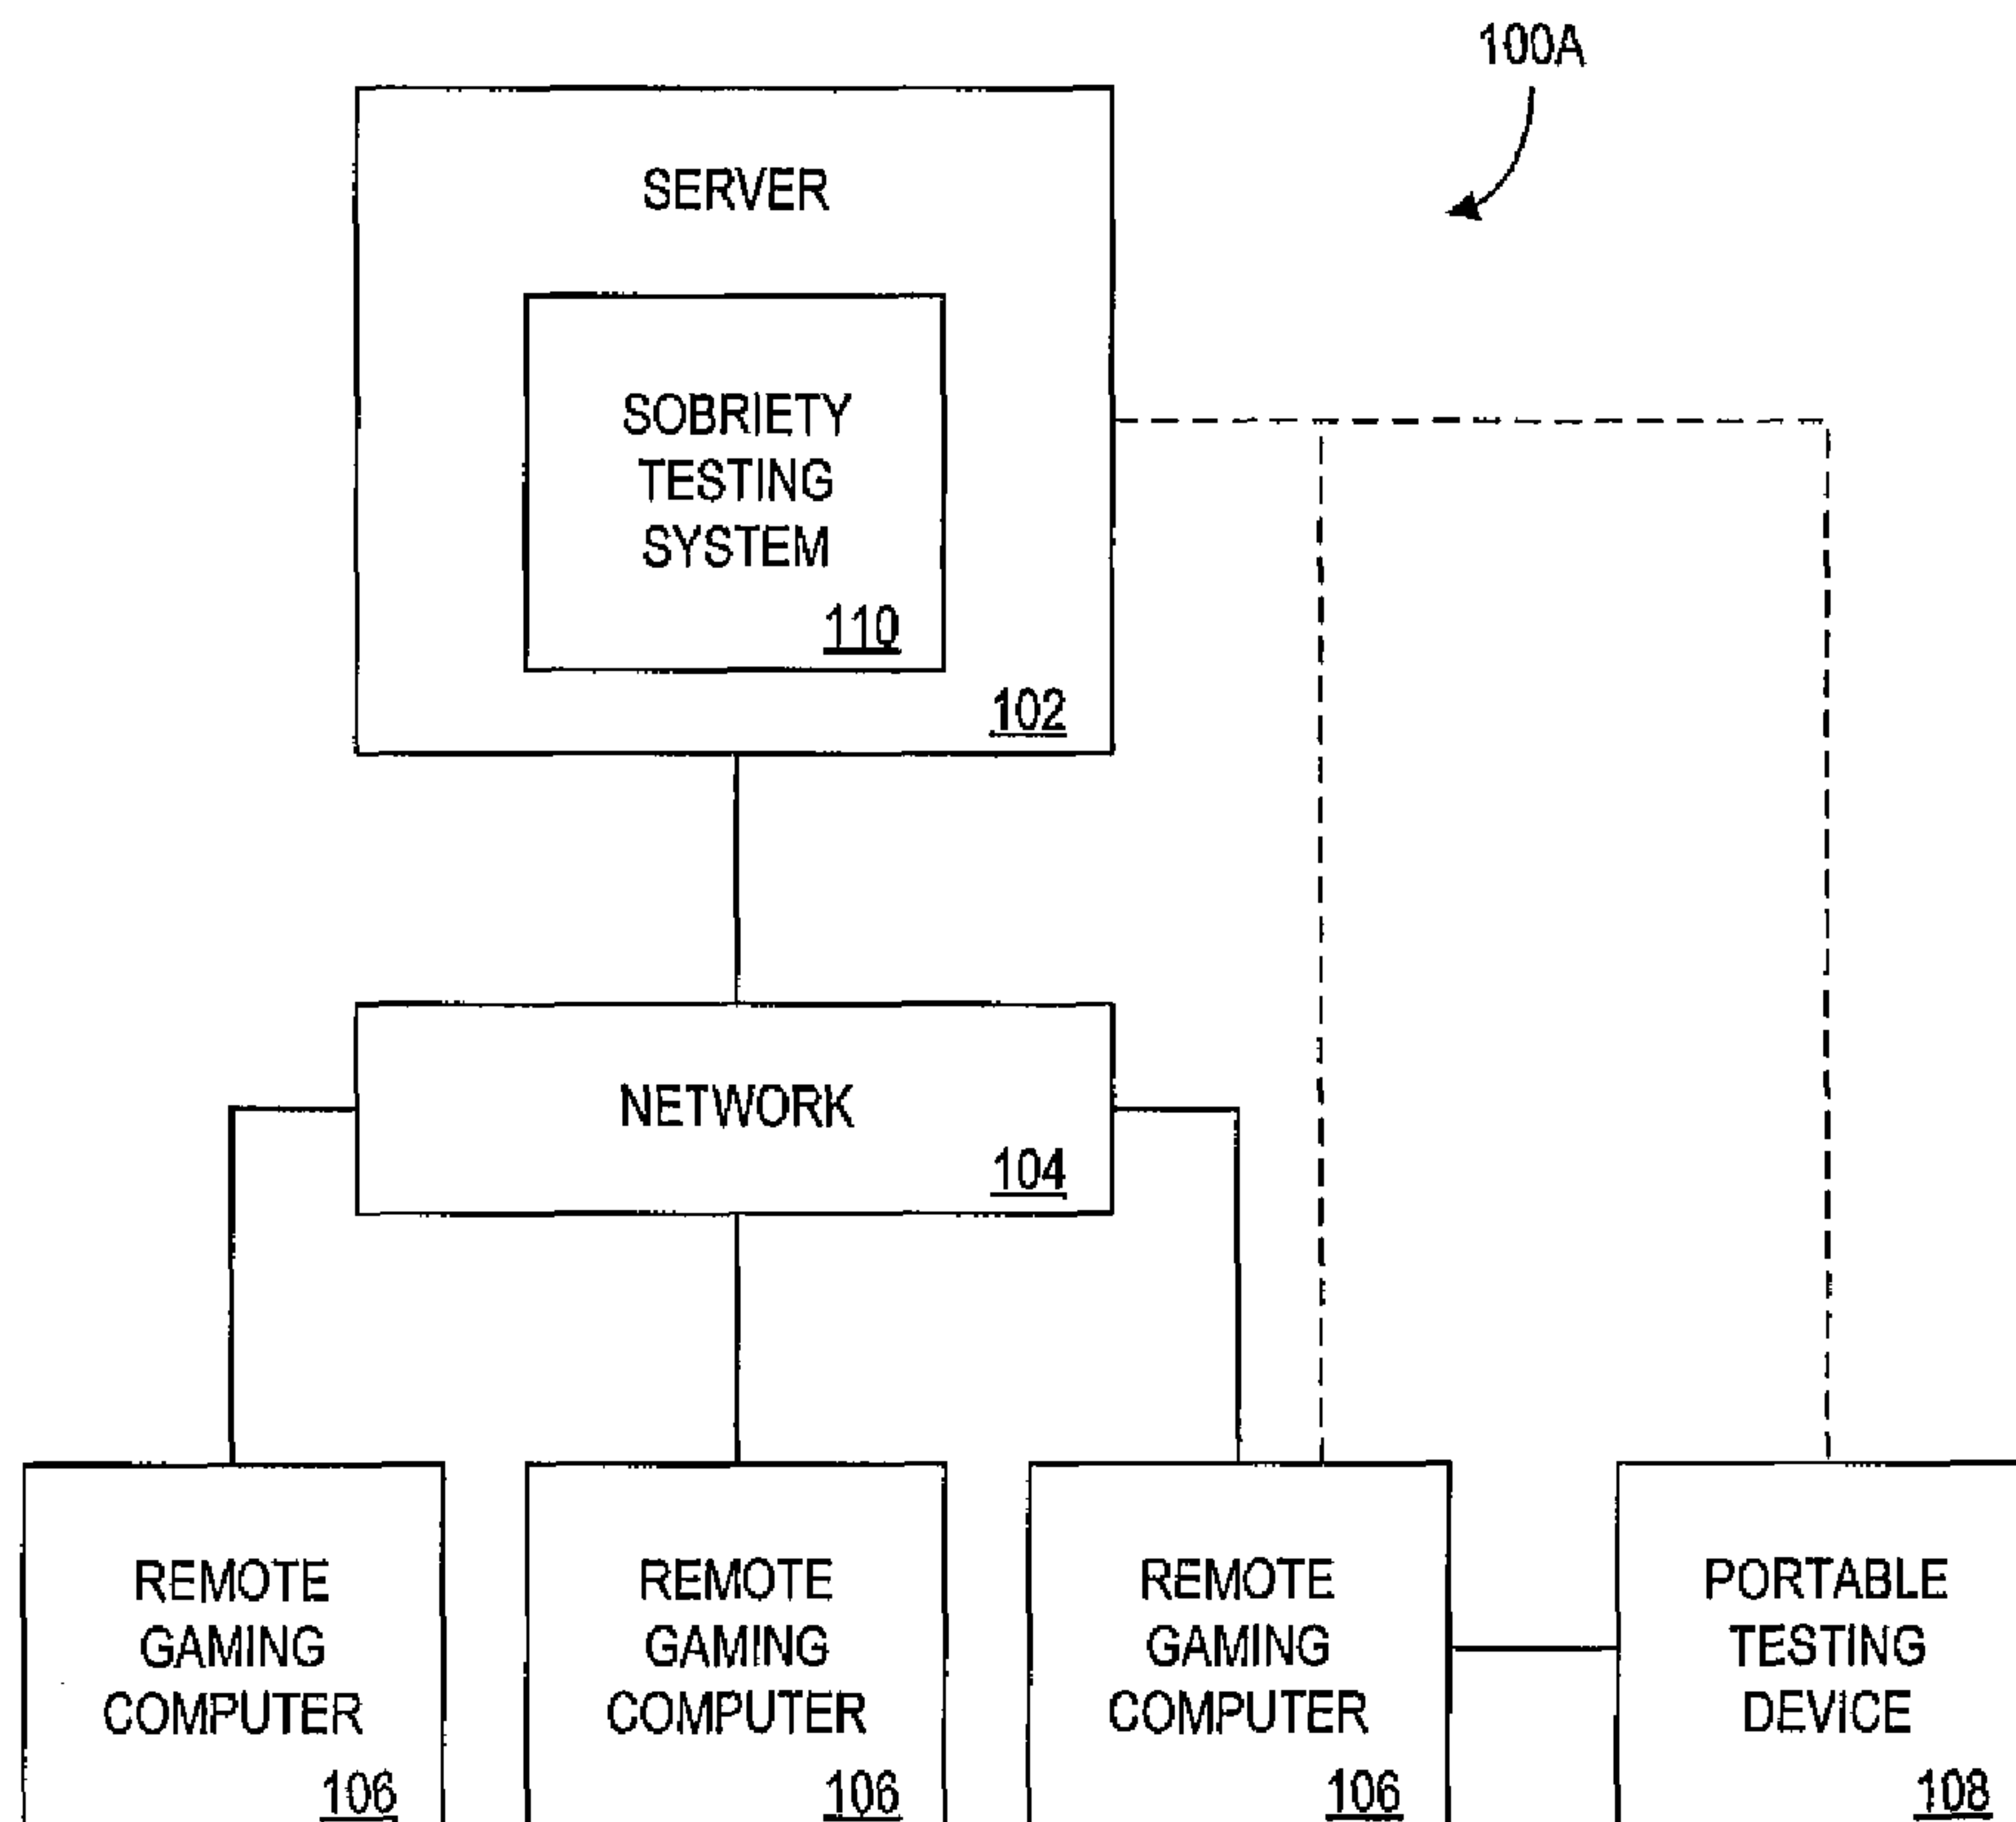 100A
SERVER
SOBRIETY
TESTING
SYSTEM
110
102
NETWORK
104
REMOTE
GAMING
COMPUTER
106
REMOTE
GAMING
COMPUTER
106
REMOTE
GAMING
COMPUTER
106
PORTABLE
TESTING
DEVICE
108